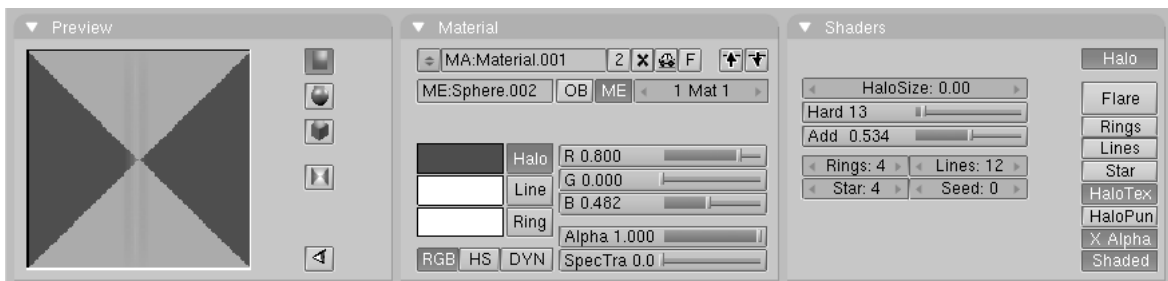 Preview
Material
MA:Material.001 2 F
ME:Sphere.002 OB ME 1 Mat 1
Halo R 0.800
Line G 0.000
B 0.482
Ring
Alpha 1.000
RGB HS DYN SpecTra 0.0
Shaders
Halo
HaloSize: 0.00
Hard 13
Add 0.534
Rings: 4 Lines: 12
Star: 4 Seed: 0
Flare
Rings
Lines
Star
HaloTex
HaloPun
X Alpha
Shaded